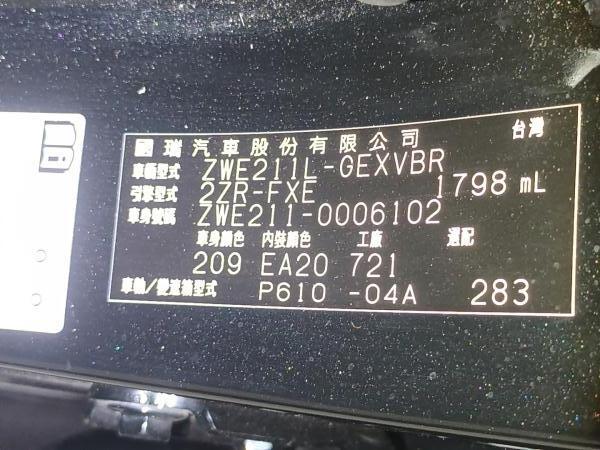 台灣
國瑞汽車股份有限公司
車輛型式 ZWE211L-GEXVBR
引擎型式 2ZR-FXE 1798 mL
車身號碼 ZWE211-0006102
車身顏色 內裝顏色 工廠 選配
209 EA20 721
車軸/變速箱型式 P610 -04A 283